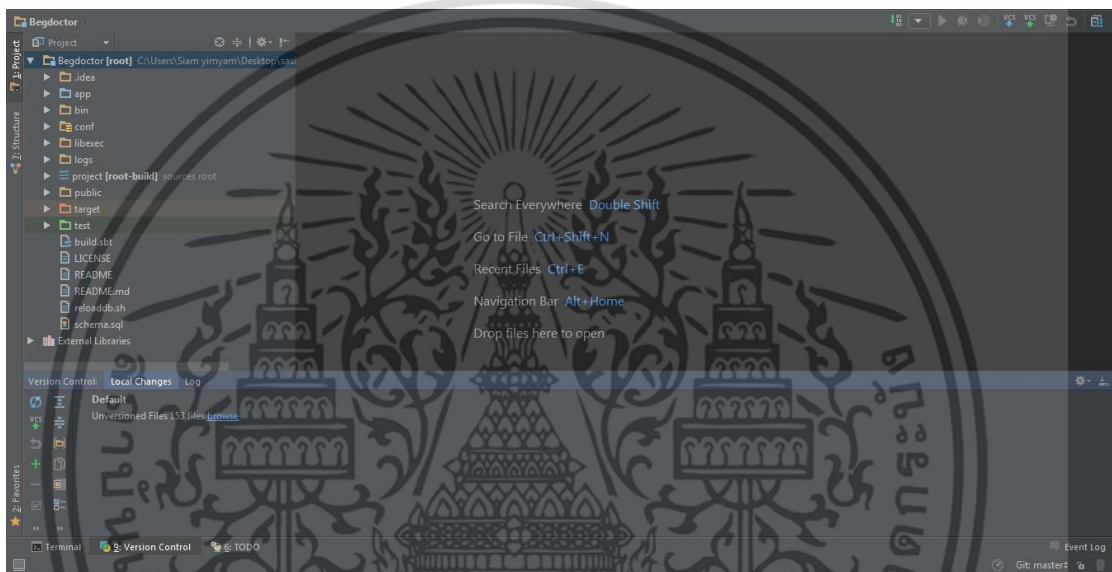 Begdoctor
Project
Begdoctor [root] C:\Users\Siam yimyam\Desktop\sasi
.idea
app
bin
conf
libexec
logs
project [root-build] sources root
public
target
test
build.sbt
LICENSE
README
README.md
reloaddb.sh
schema.sql
External Libraries
1: Project
7: Structure
2: Favorites
VCS
VCS
Search Everywhere Double Shift
Go to File Ctrl+Shift+N
Recent Files Ctrl+E
Navigation Bar Alt+Home
Drop files here to open
Version Control: Local Changes Log
Default
Unversioned Files 153 files browse
VCS
Terminal 9: Version Control 6: TODO
Event Log
Git: master